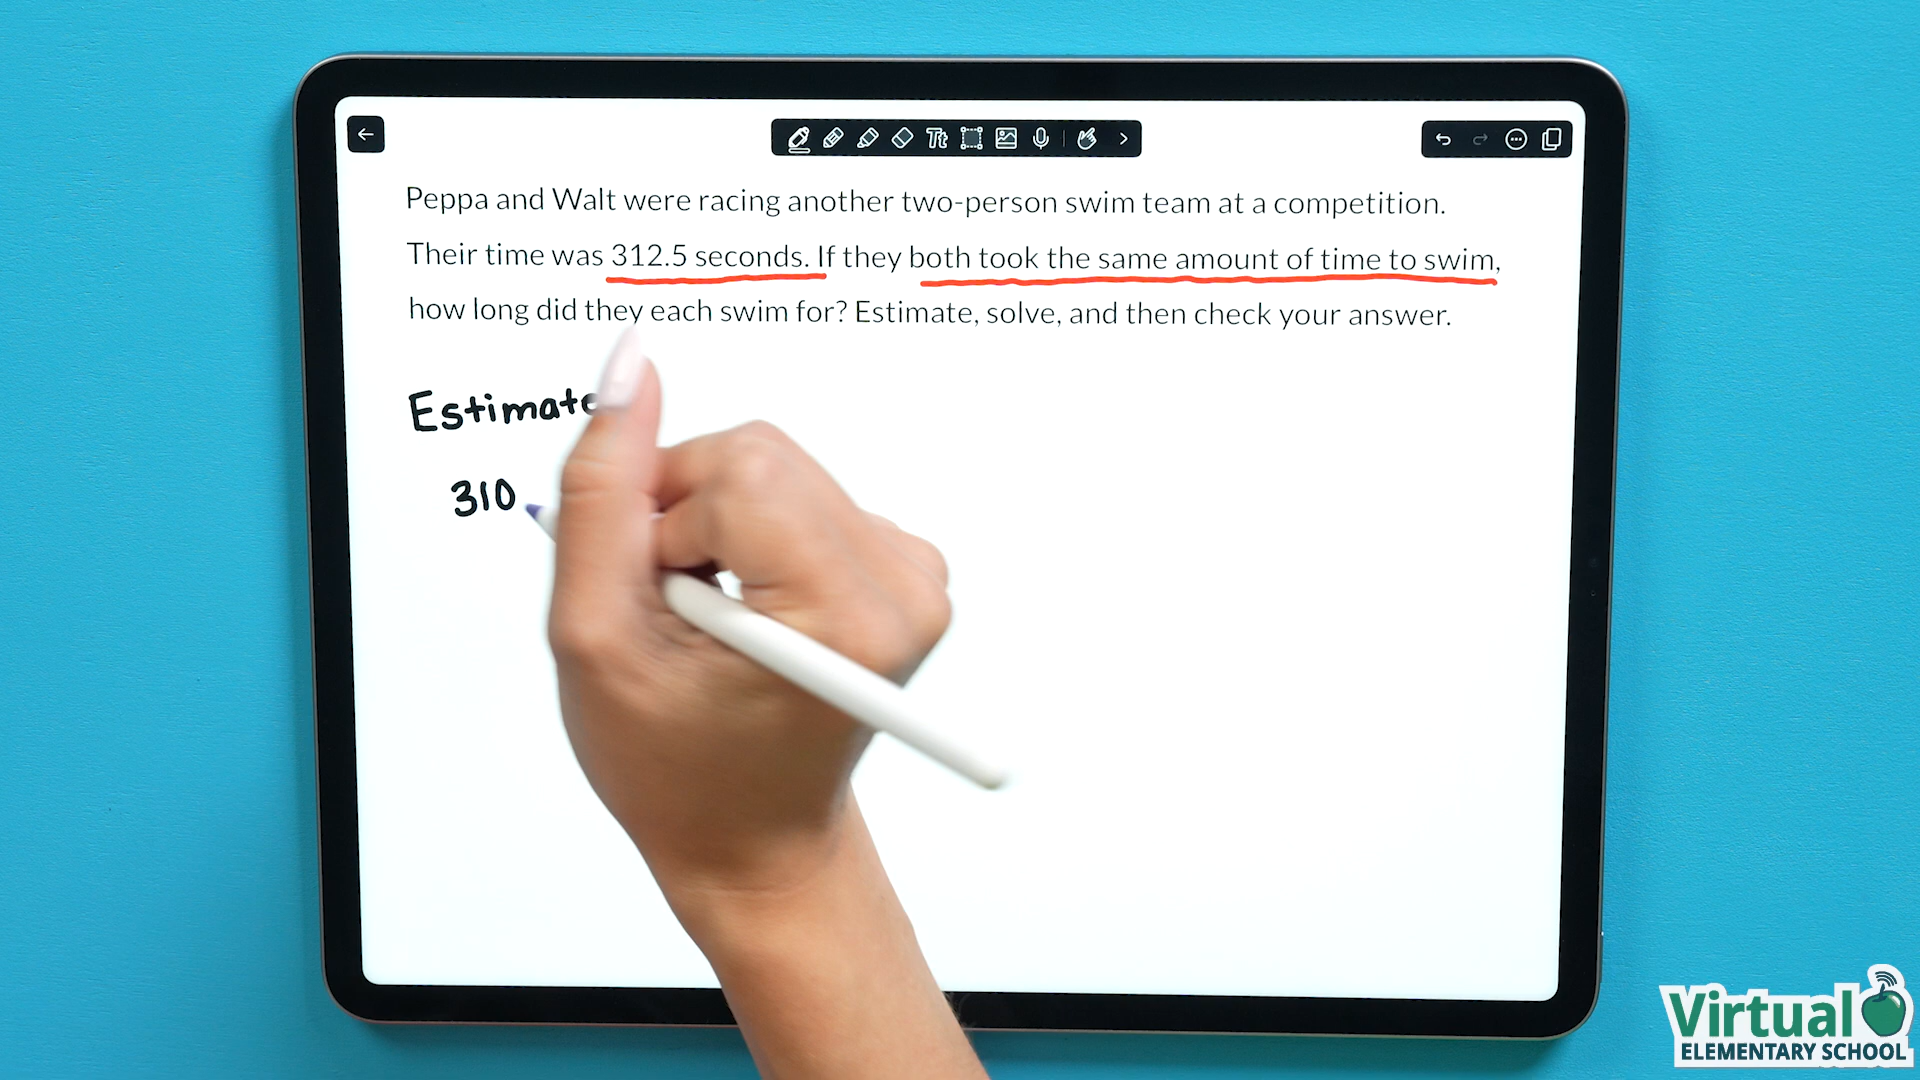 Peppa and Walt were racing another two-person swim team at a competition.
Their time was 312.5 seconds. If they both took the same amount of time to swim,
how long did they each swim for? Estimate, solve, and then check your answer.
Estimate
310
Tt
Virtual
ELEMENTARY SCHOOL